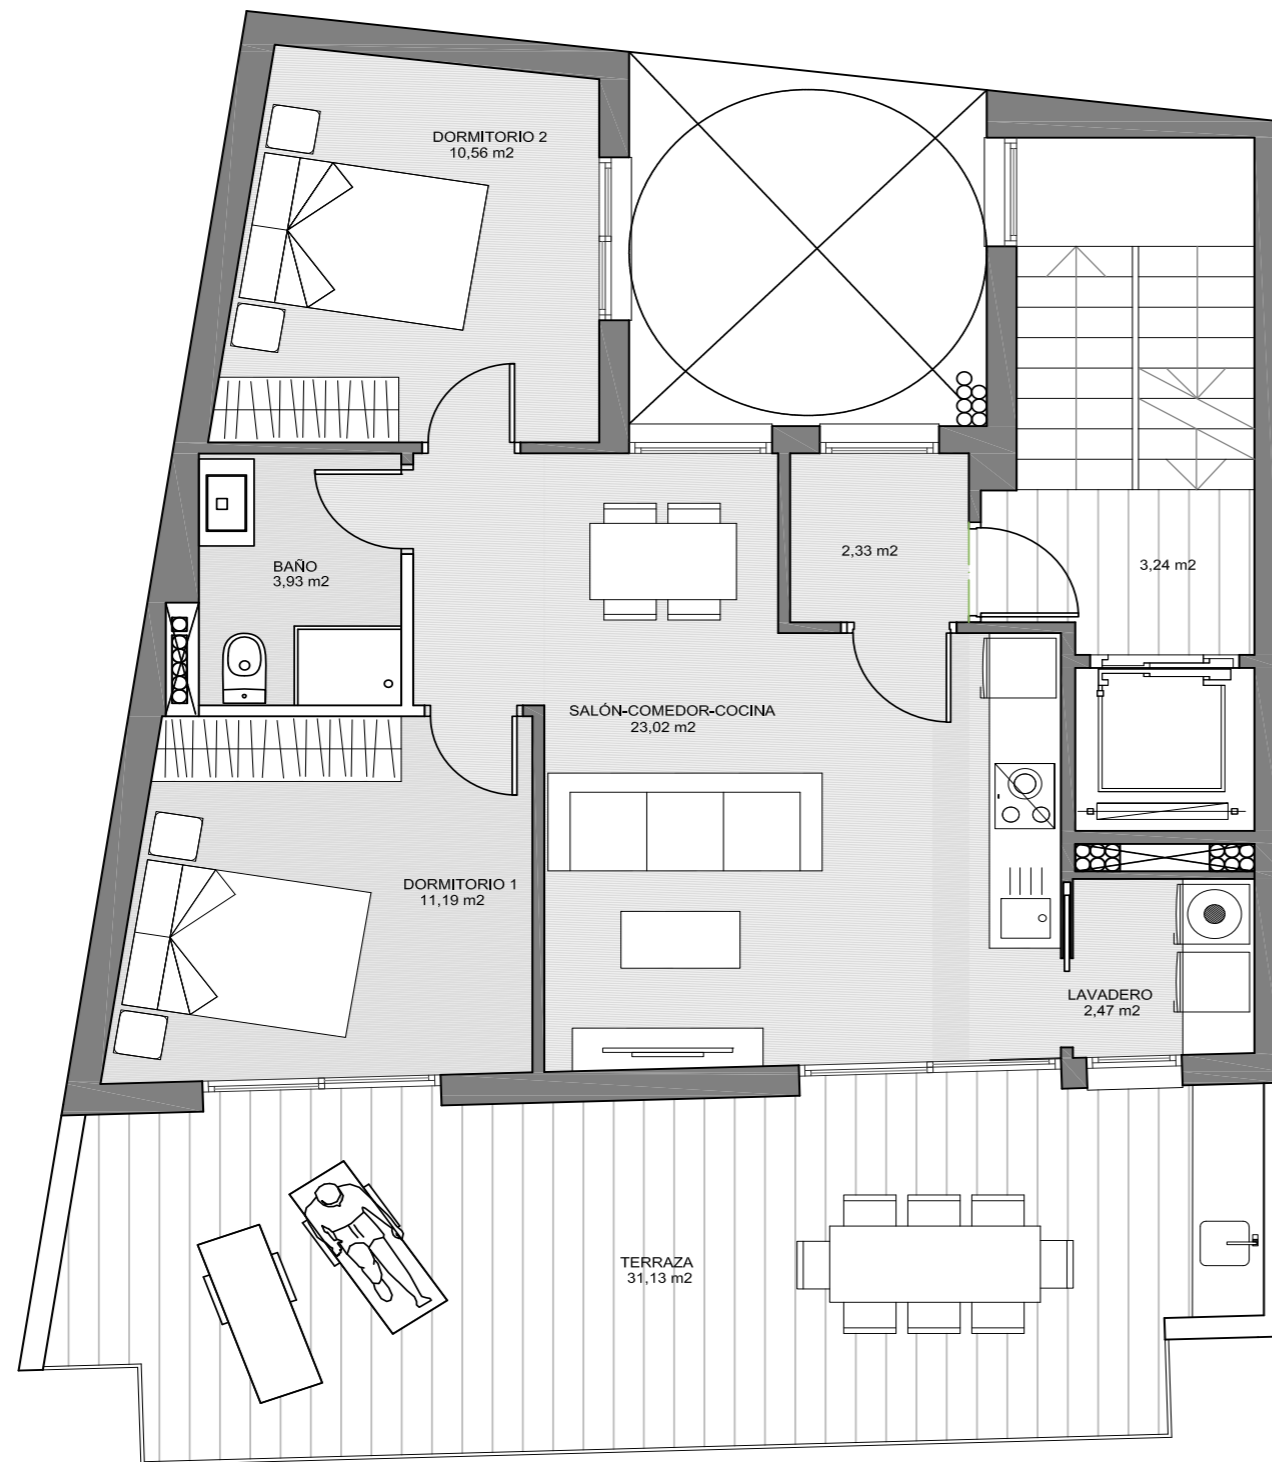 DORMITORIO 2
10,56 m2
2,33 m2
3,24 m2
BAÑO
3,93 m2
SALÓN-COMEDOR-COCINA
23,02 m2
DORMITORIO 1
11,19 m2
LAVADERO
2,47 m2
TERRAZA
31,13 m2